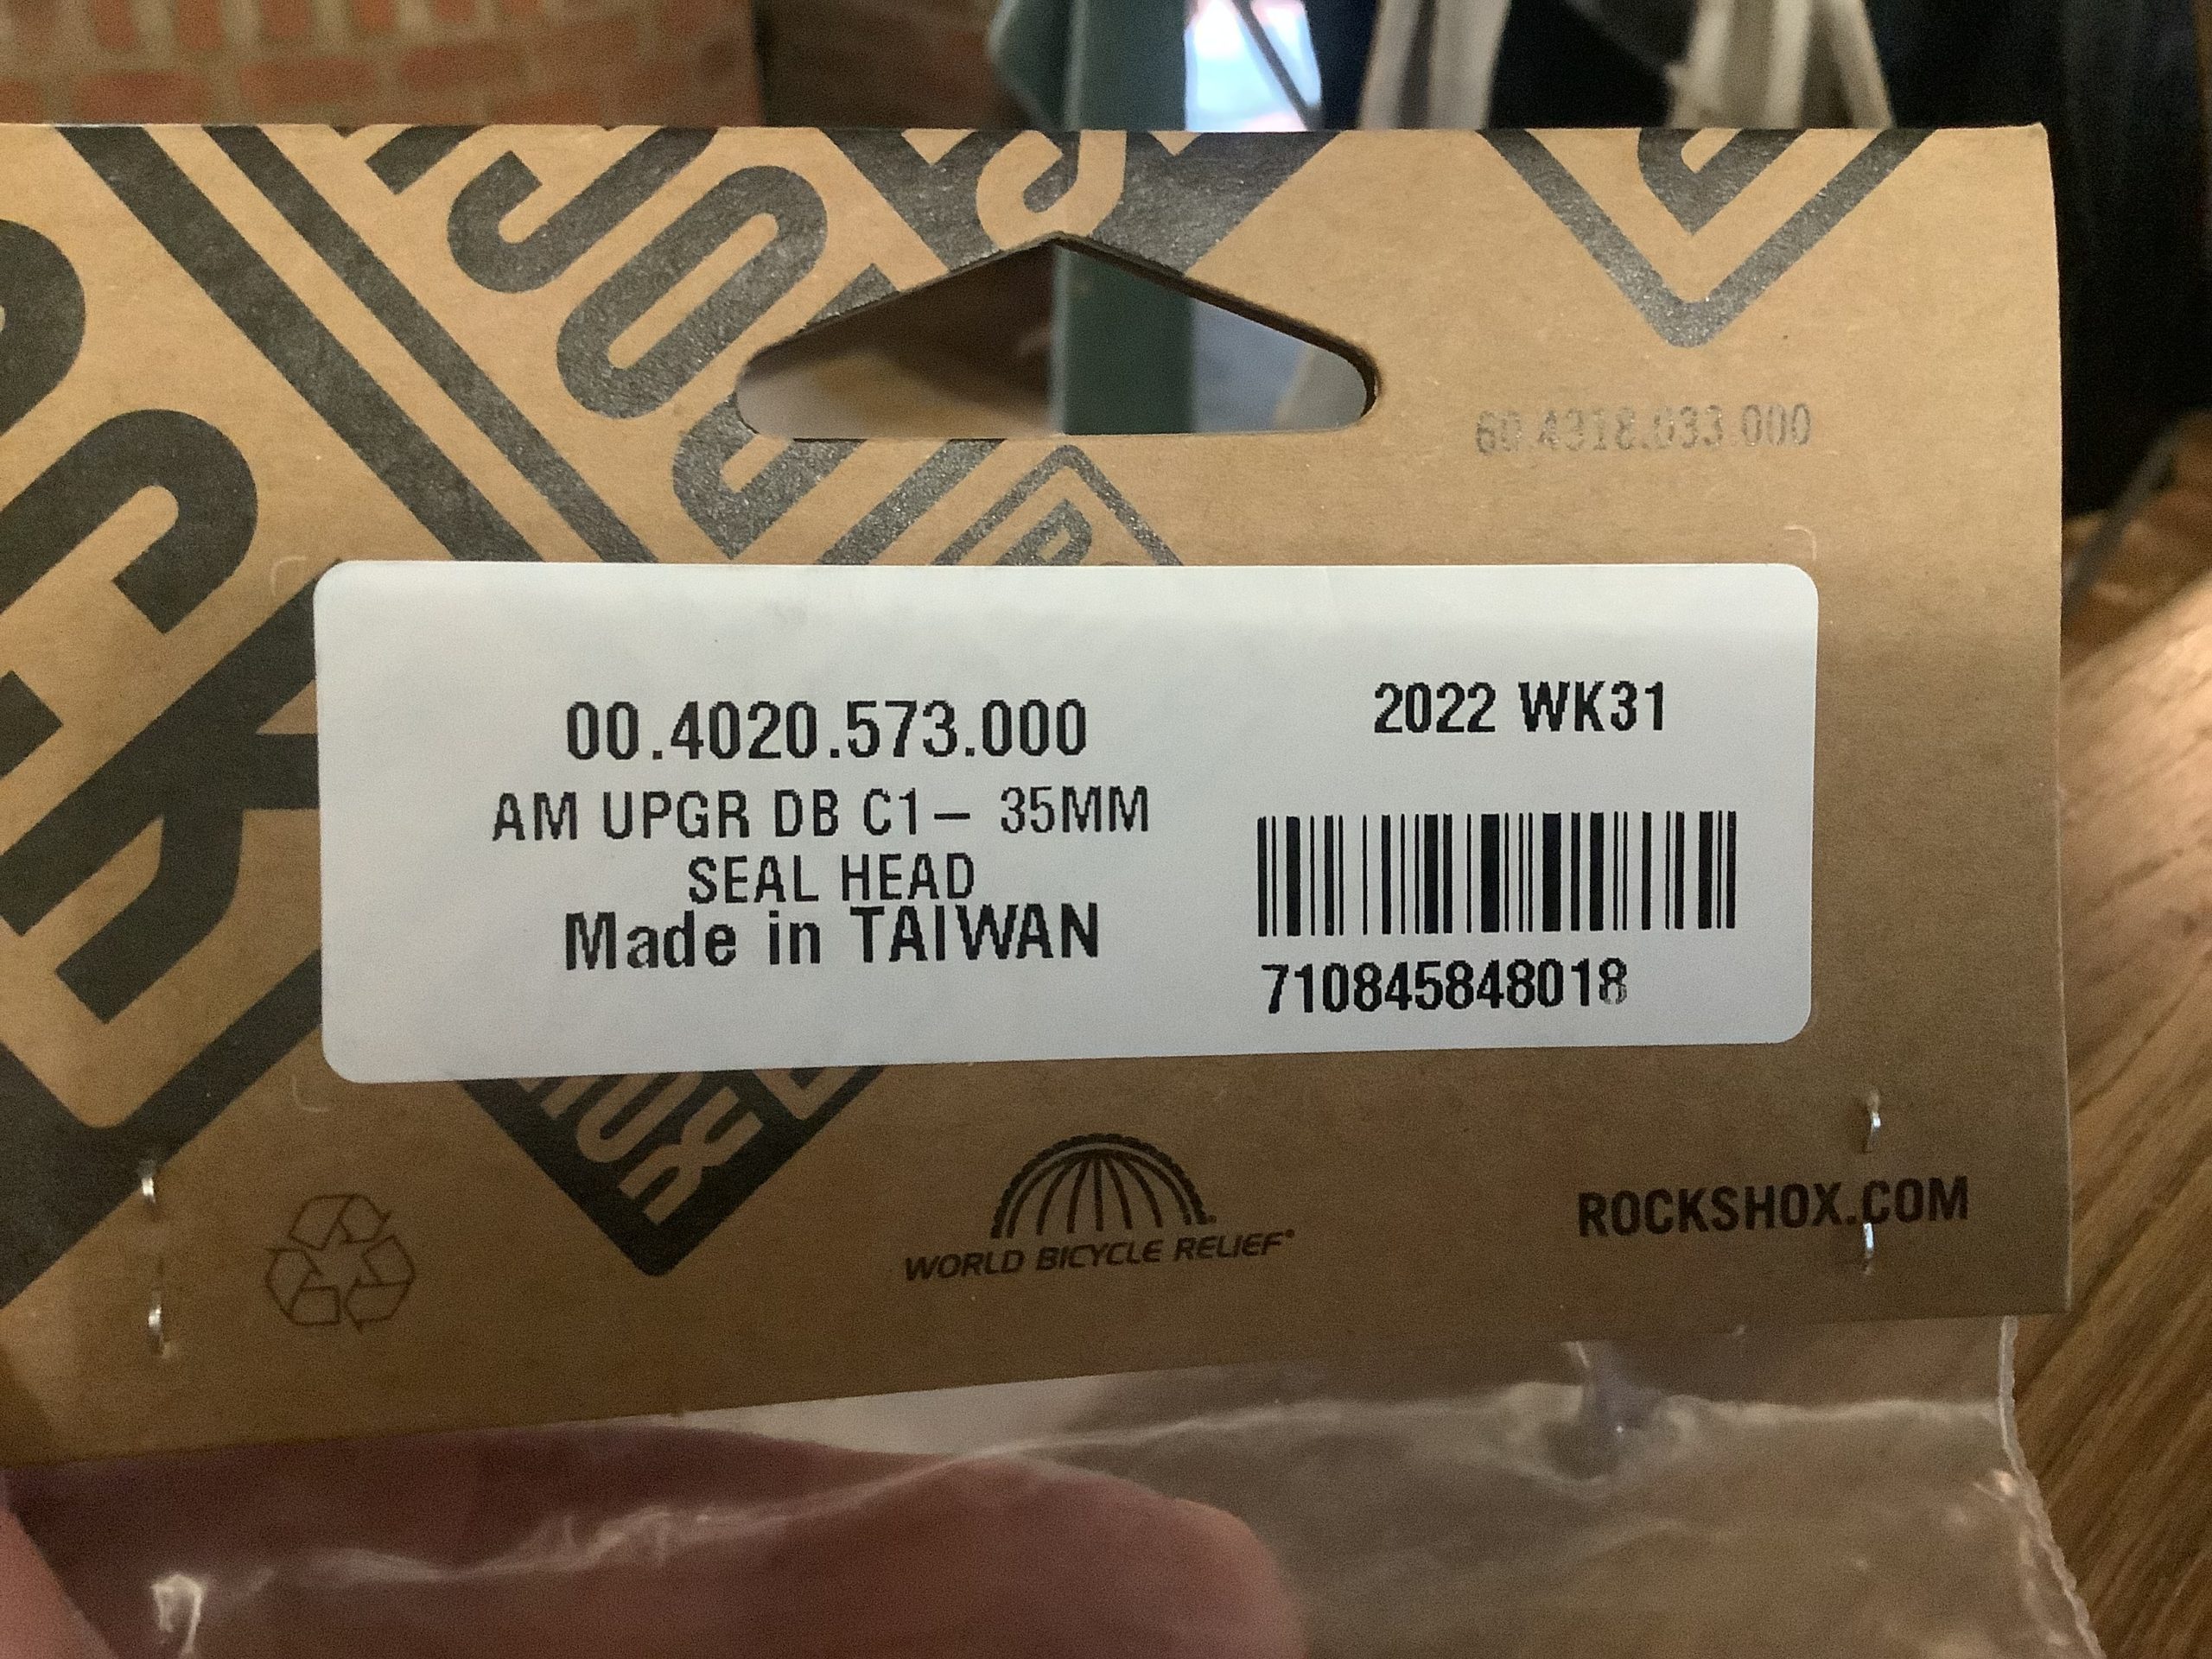 60.4318.033.000
00.4020.573.000
2022 WK31
AM UPGR DB C1– 35MM
SEAL HEAD
Made in TAIWAN
710845848018
WORLD BICYCLE RELIEF®
ROCKSHOX.COM